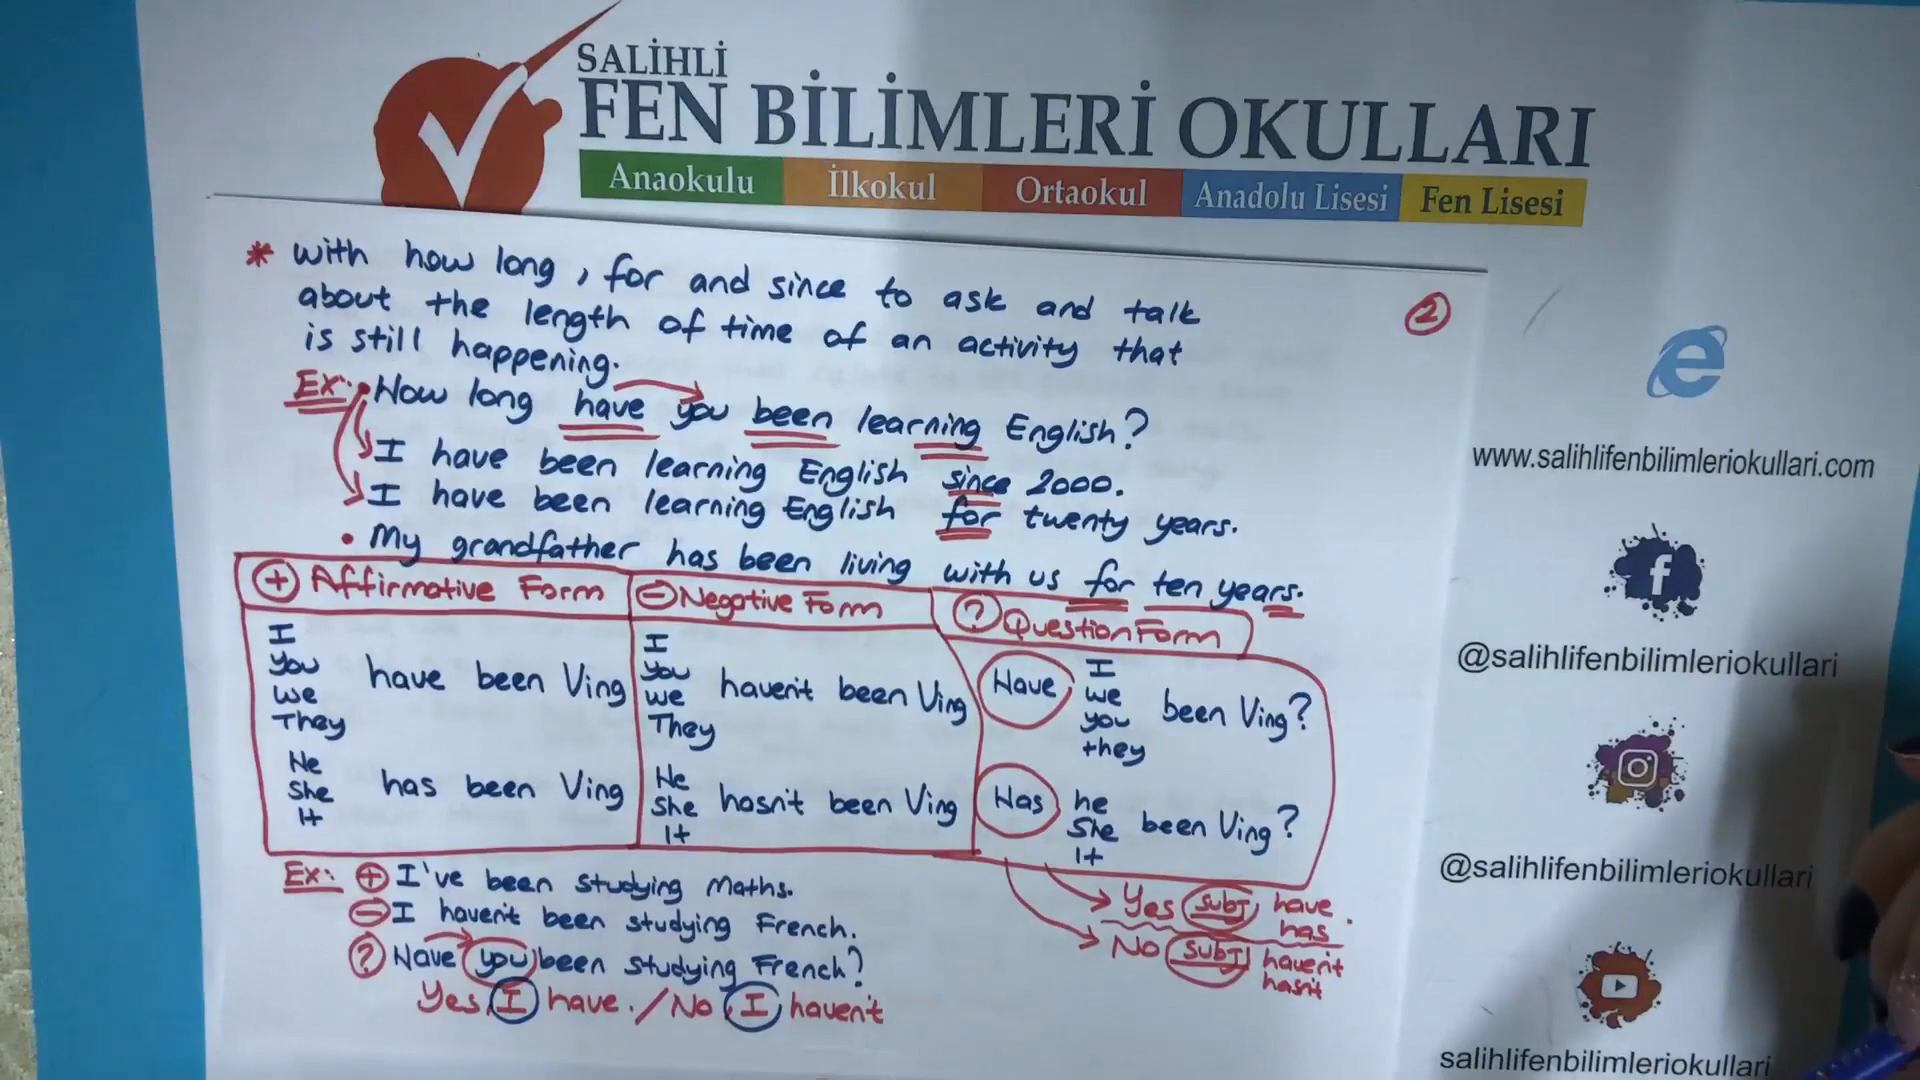 SALİHLİ
FEN BİLİMLERİ OKULLARI
Anaokulu İlkokul Ortaokul Anadolu Lisesi Fen Lisesi
* With how long, for and since to ask and talk
about the length of time of an activity that
is still happening.
2
Ex: • How long have you been learning English?
I have been learning English since 2000.
I have been learning English for twenty years.
• My grandfather has been living with us for ten years.
+ Affirmative Form
I
You
We
They
have been Ving
He
She
It
has been Ving
- Negative Form
I
You
We
They
haven't been Ving
He
She
It
hasn't been Ving
? Question Form
Have
I
we
you
they
been Ving?
Has
he
She
It
been Ving?
Yes subj have.
has
No subj haven't
hasn't
Ex: + I've been studying Maths.
- I haven't been studying French.
? Have you been studying French?
Yes, I have. / No, I haven't
www.salihlifenbilimleriokullari.com
@salihlifenbilimleriokullari
@salihlifenbilimleriokullari
salihlifenbilimleriokullari